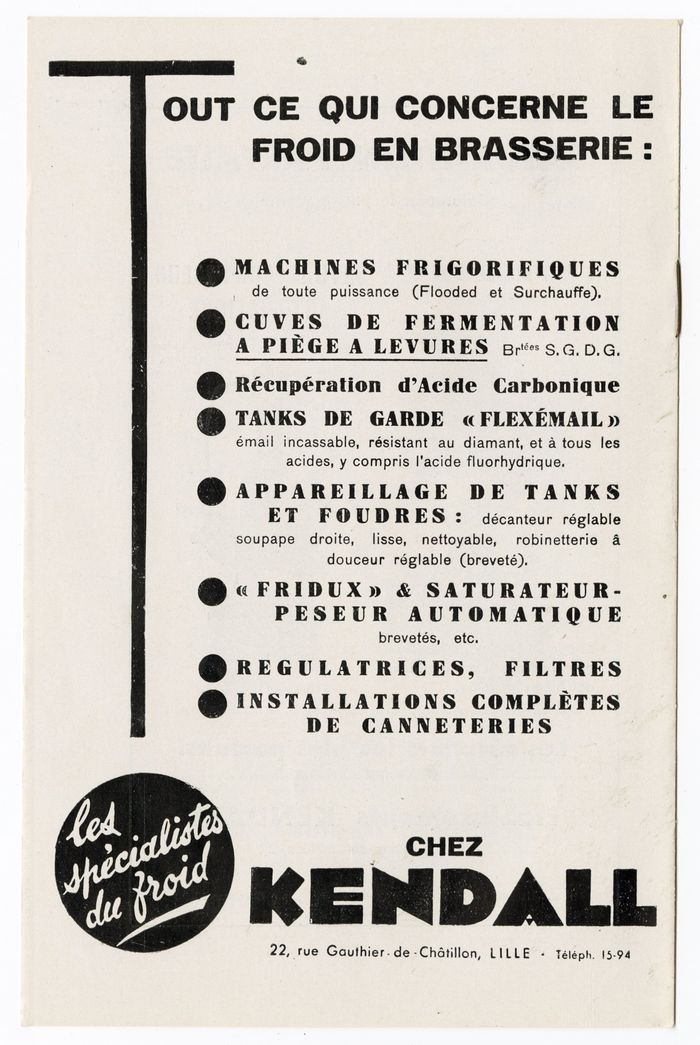 TOUT CE QUI CONCERNE LE
FROID EN BRASSERIE :
MACHINES FRIGORIFIQUES
de toute puissance (Flooded et Surchauffe).
CUVES DE FERMENTATION
A PIÈGE A LEVURES Brtées S.G.D.G.
Récupération d'Acide Carbonique
TANKS DE GARDE « FLEXÉMAIL »
émail incassable, résistant au diamant, et à tous les
acides, y compris l'acide fluorhydrique.
APPAREILLAGE DE TANKS
ET FOUDRES : décanteur réglable
soupape droite, lisse, nettoyable, robinetterie â
douceur réglable (breveté).
« FRIDUX » & SATURATEUR-
PESEUR AUTOMATIQUE
brevetés, etc.
REGULATRICES, FILTRES
INSTALLATIONS COMPLÈTES
DE CANNETERIES
les
spécialistes
du froid
CHEZ
KENDALL
22, rue Gauthier-de-Châtillon, LILLE · Téléph. 15-94